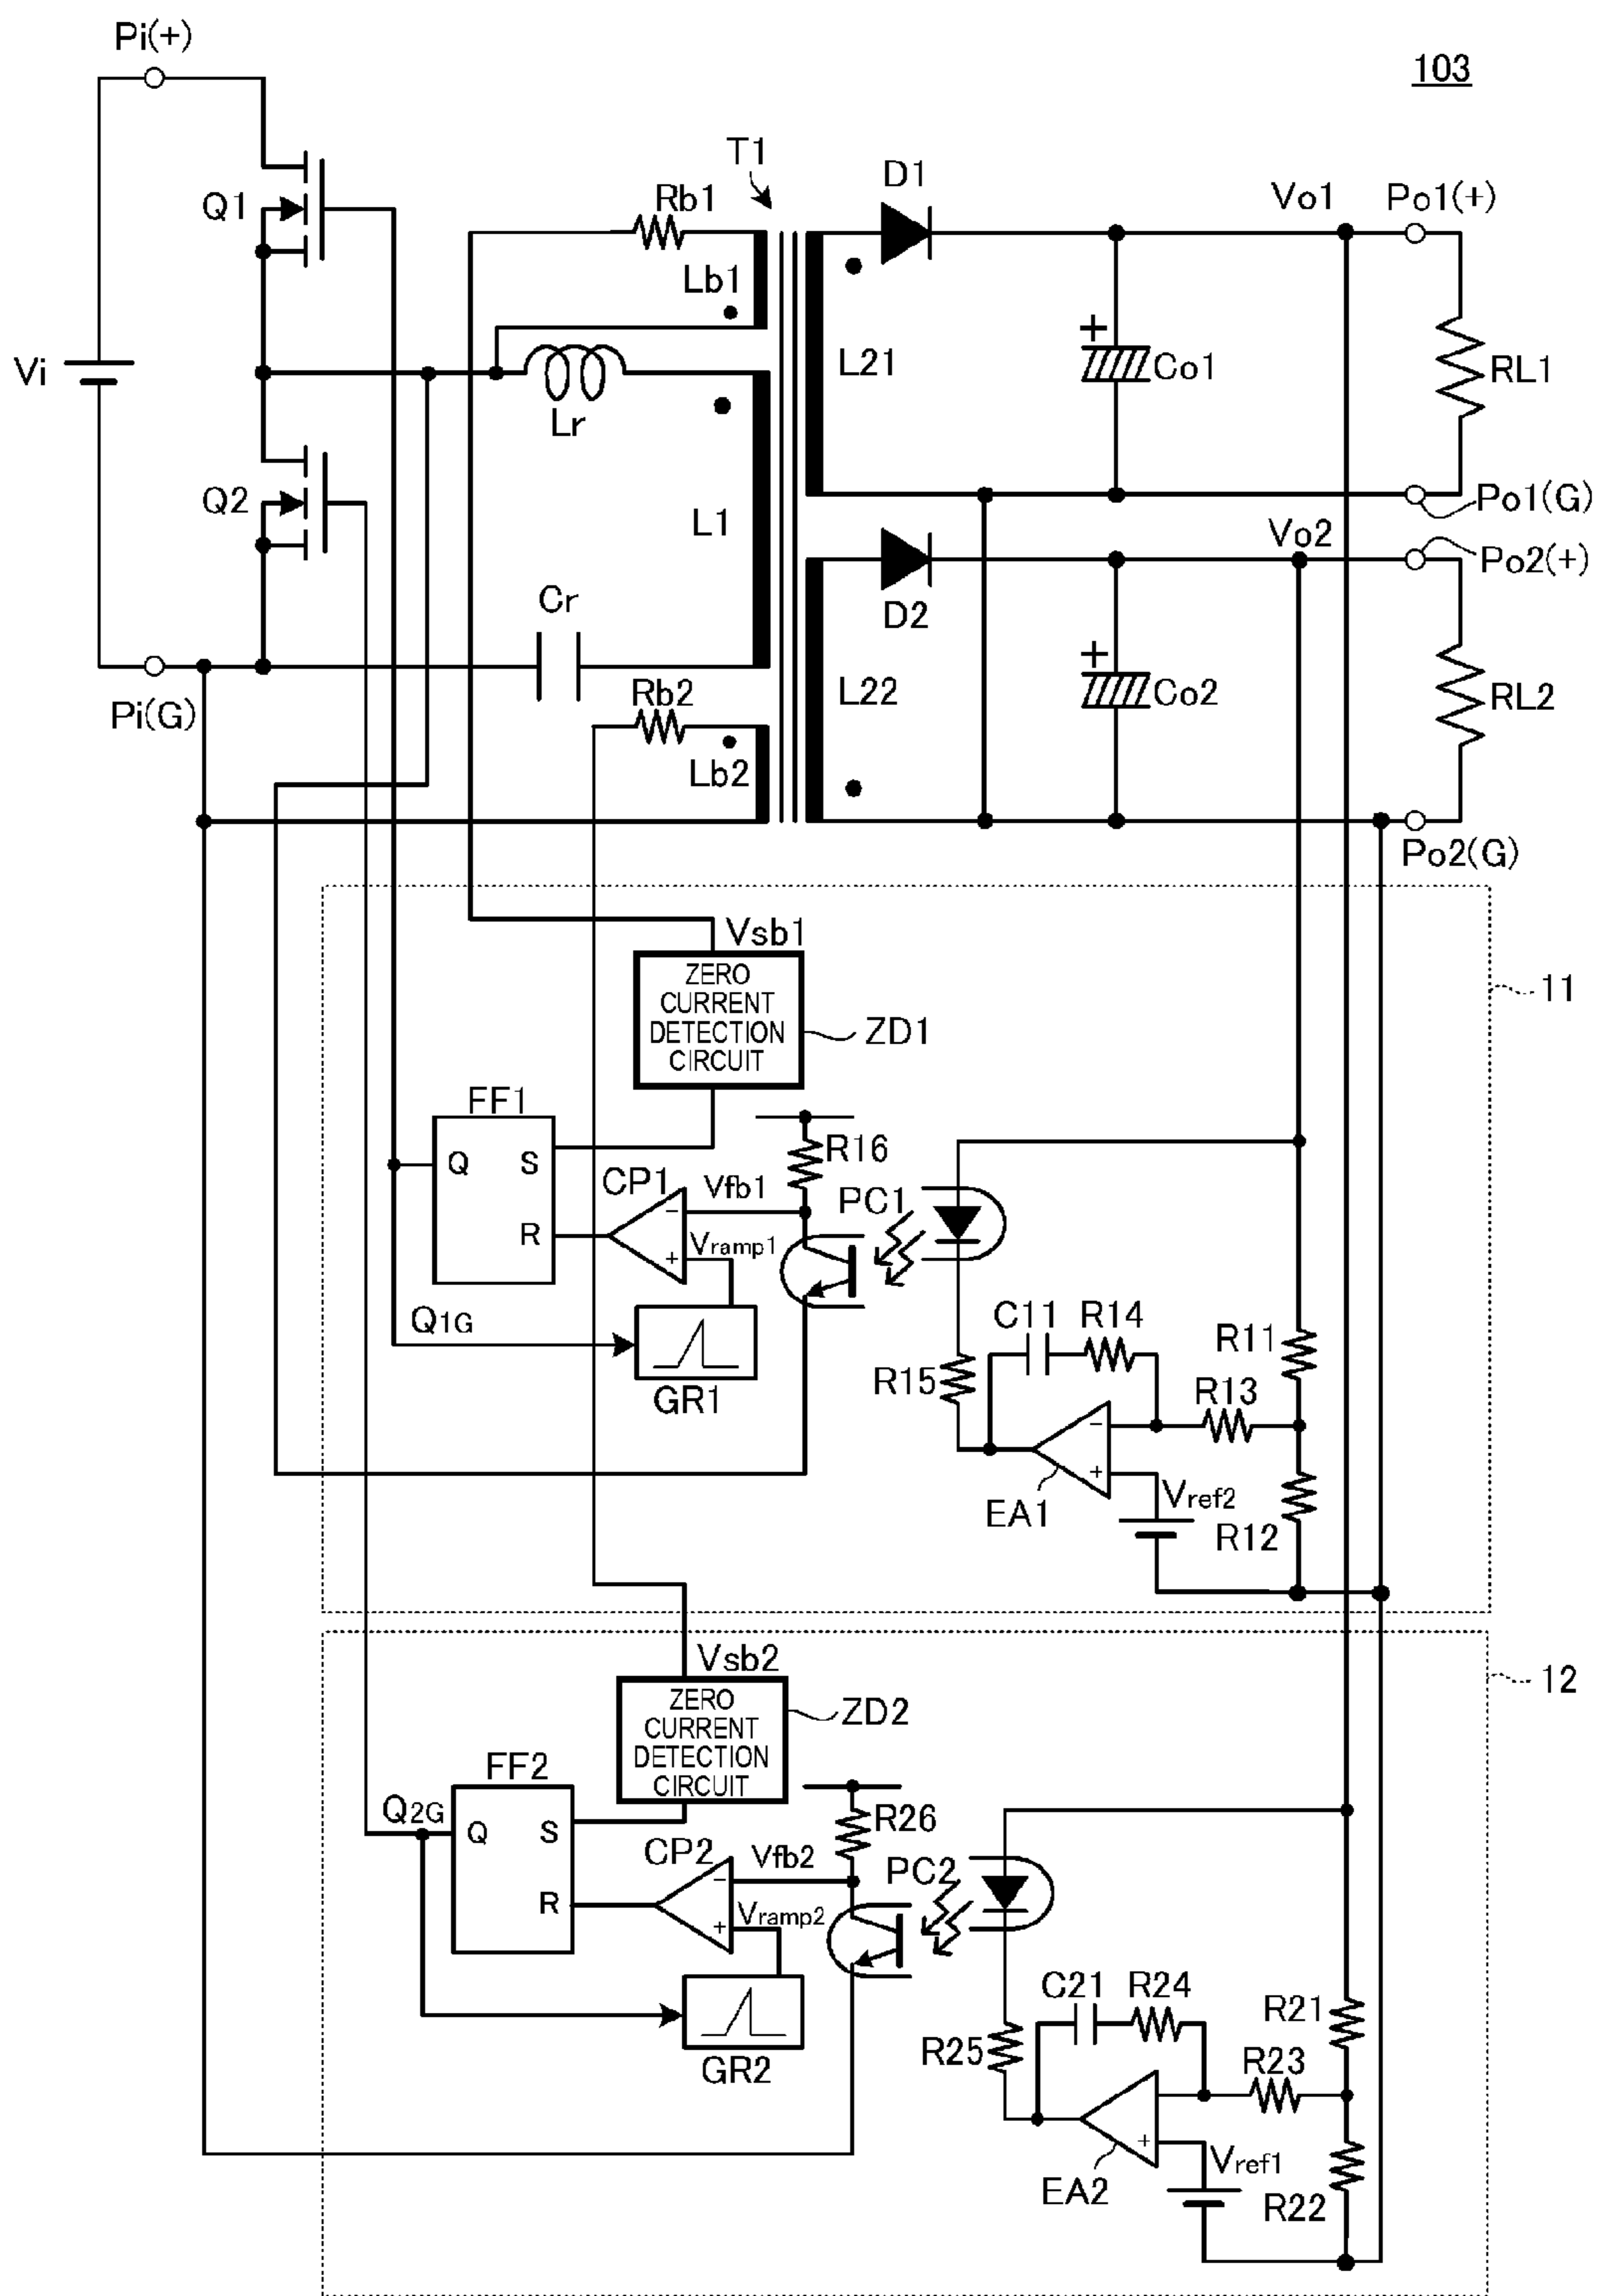 Pi(+)
103
T1
D1
Vo1
Po1(+)
Q1
Rb1
Lb1
L21
Co1
RL1
Vi
Lr
Q2
L1
Po1(G)
Vo2
Po2(+)
Cr
D2
Pi(G)
Rb2
L22
Co2
RL2
Lb2
Po2(G)
Vsb1
ZERO
CURRENT
DETECTION
CIRCUIT
ZD1
11
FF1
Q
S
R
CP1
Vfb1
-
Vramp1
+
R16
PC1
Q1G
GR1
C11
R14
R11
R15
R13
-
+
EA1
Vref2
R12
Vsb2
ZERO
CURRENT
DETECTION
CIRCUIT
ZD2
12
FF2
Q2G
Q
S
R
CP2
Vfb2
-
Vramp2
+
R26
PC2
GR2
C21
R24
R21
R25
R23
+
EA2
Vref1
R22
+
+